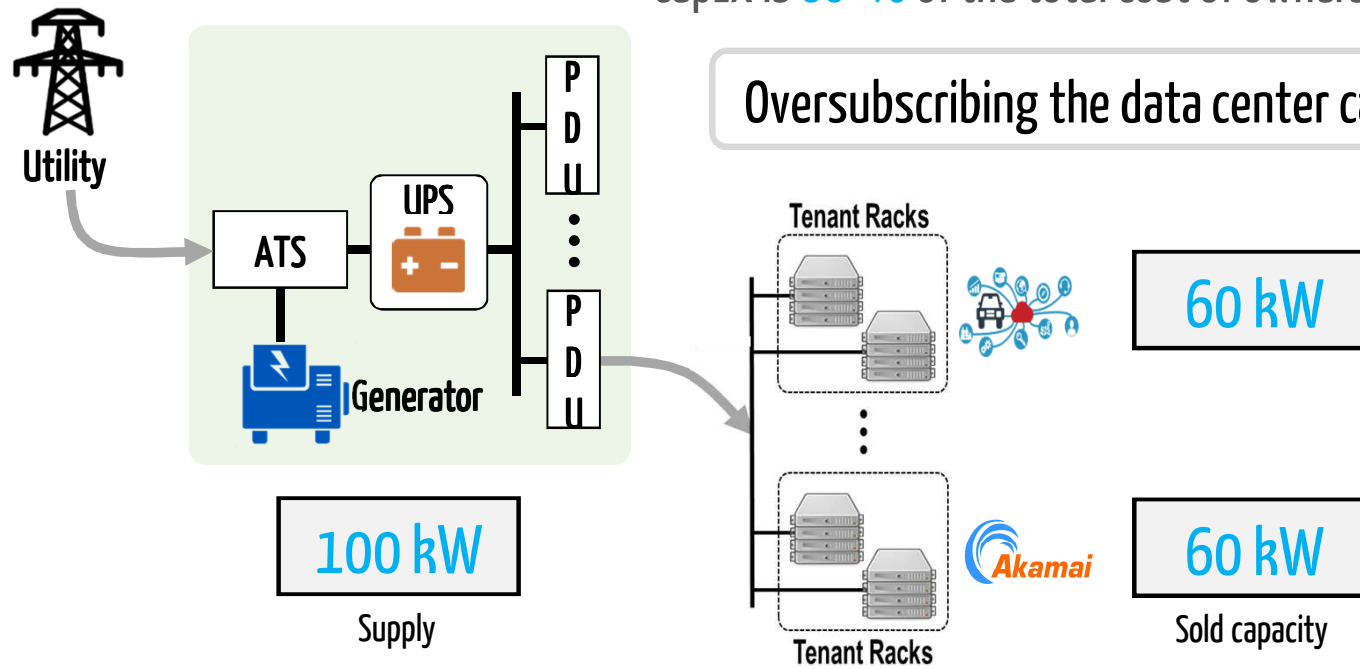 Oversubscribing the data center
Utility
P
D
U
UPS
ATS
Generator
P
D
U
100 kW
Supply
Tenant Racks
60 kW
Akamai
60 kW
Tenant Racks
Sold capacity